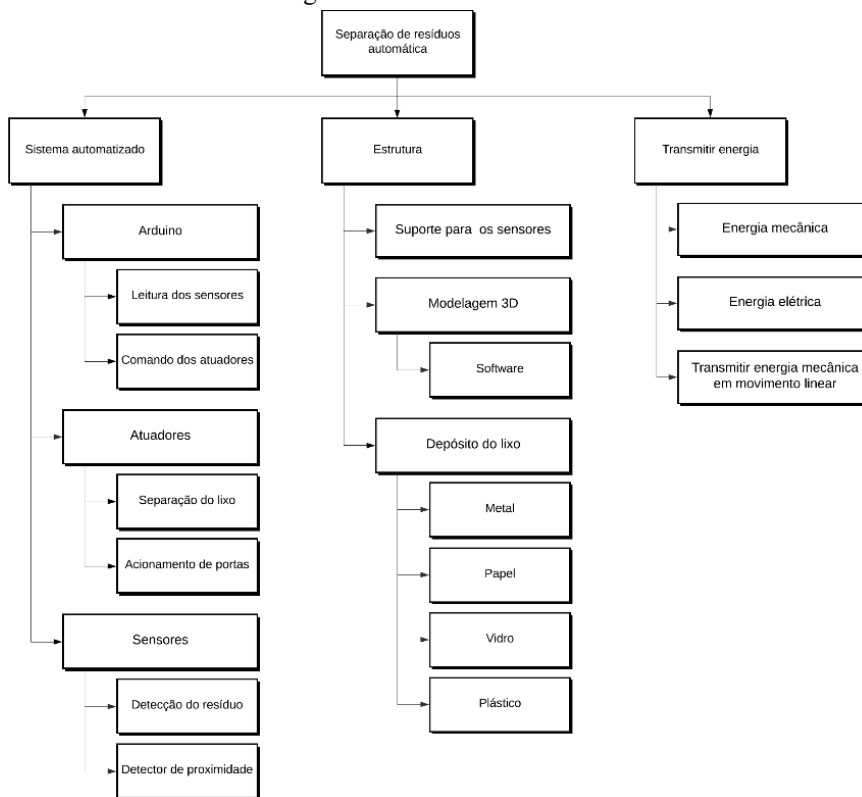 Separação de resíduos
automática
Sistema automatizado
Estrutura
Transmitir energia
Arduino
Leitura dos sensores
Comando dos atuadores
Atuadores
Separação do lixo
Acionamento de portas
Sensores
Detecção do resíduo
Detector de proximidade
Suporte para os sensores
Modelagem 3D
Software
Depósito do lixo
Metal
Papel
Vidro
Plástico
Energia mecânica
Energia elétrica
Transmitir energia mecânica
em movimento linear